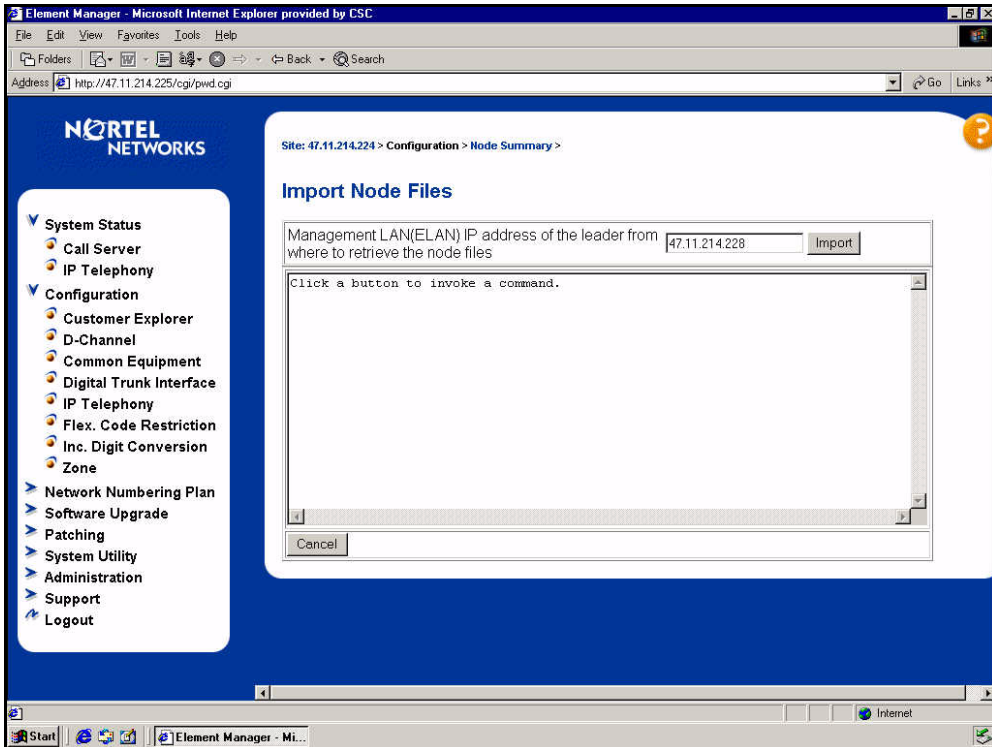 Element Manager - Microsoft Internet Explorer provided by CSC
File Edit View Favorites Tools Help
Folders Back Search
Address http://47.11.214.225/cgi/pwd.cgi Go Links »
NORTEL
NETWORKS
Site: 47.11.214.224 > Configuration > Node Summary >
?
Import Node Files
Management LAN(ELAN) IP address of the leader from
where to retrieve the node files
47.11.214.228 Import
Click a button to invoke a command.
Cancel
System Status
Call Server
IP Telephony
Configuration
Customer Explorer
D-Channel
Common Equipment
Digital Trunk Interface
IP Telephony
Flex. Code Restriction
Inc. Digit Conversion
Zone
Network Numbering Plan
Software Upgrade
Patching
System Utility
Administration
Support
Logout
Internet
Start Element Manager - Mi...